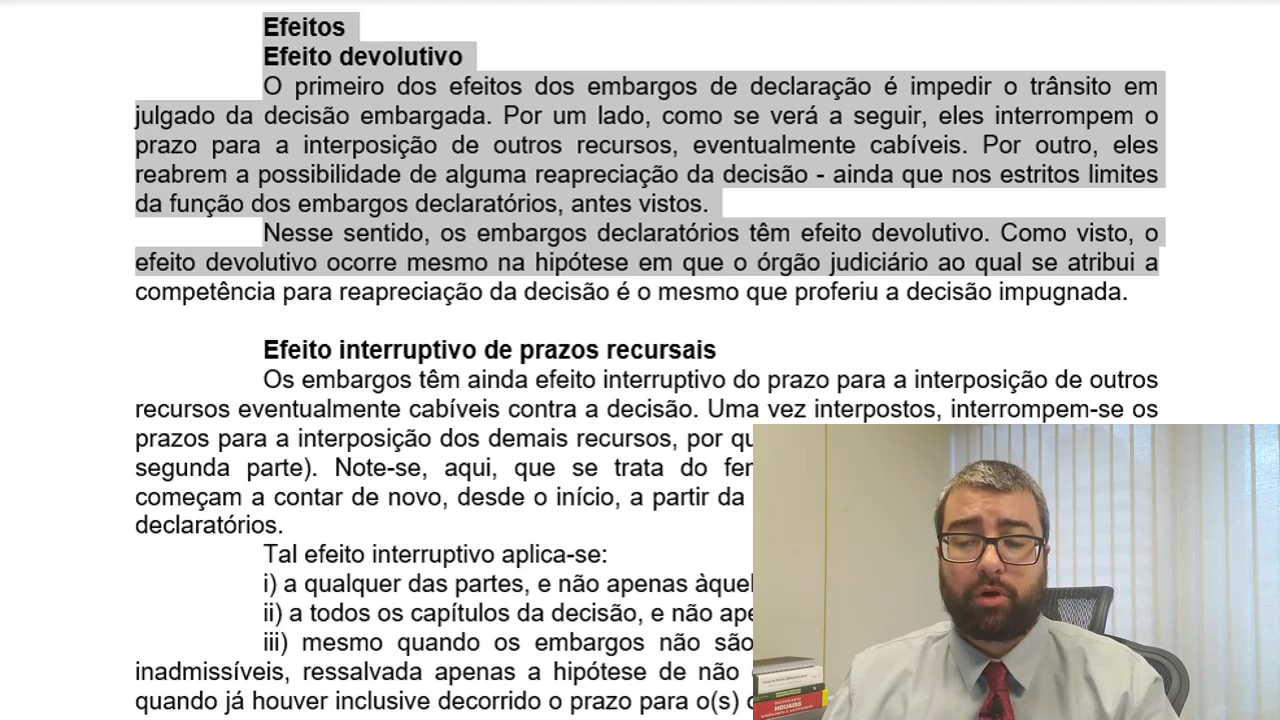 Efeitos
Efeito devolutivo
O primeiro dos efeitos dos embargos de declaração é impedir o trânsito em
julgado da decisão embargada. Por um lado, como se verá a seguir, eles interrompem o
prazo para a interposição de outros recursos, eventualmente cabíveis. Por outro, eles
reabrem a possibilidade de alguma reapreciação da decisão - ainda que nos estritos limites
da função dos embargos declaratórios, antes vistos.
Nesse sentido, os embargos declaratórios têm efeito devolutivo. Como visto, o
efeito devolutivo ocorre mesmo na hipótese em que o órgão judiciário ao qual se atribui a
competência para reapreciação da decisão é o mesmo que proferiu a decisão impugnada.
Efeito interruptivo de prazos recursais
Os embargos têm ainda efeito interruptivo do prazo para a interposição de outros
recursos eventualmente cabíveis contra a decisão. Uma vez interpostos, interrompem-se os
prazos para a interposição dos demais recursos, por
segunda parte). Note-se, aqui, que se trata do
começam a contar de novo, desde o início, a partir da
declaratórios.
Tal efeito interruptivo aplica-se:
i) a qualquer das partes, e não apenas
ii) a todos os capítulos da decisão, e não
iii) mesmo quando os embargos não são
inadmissíveis, ressalvada apenas a hipótese de não
quando já houver inclusive decorrido o prazo para o(s)
HOUAISS